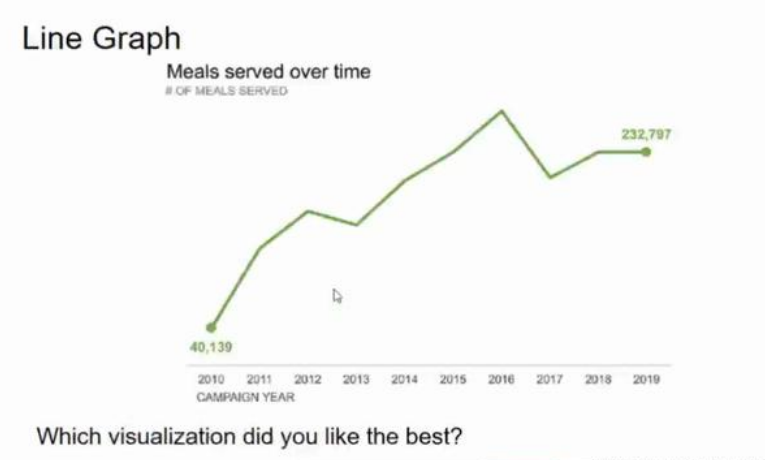 Line Graph
Meals served over time
# OF MEALS SERVED
232,797
40,139
2010 2011 2012 2013 2014 2015 2016 2017 2018 2019
CAMPAIGN YEAR
Which visualization did you like the best?